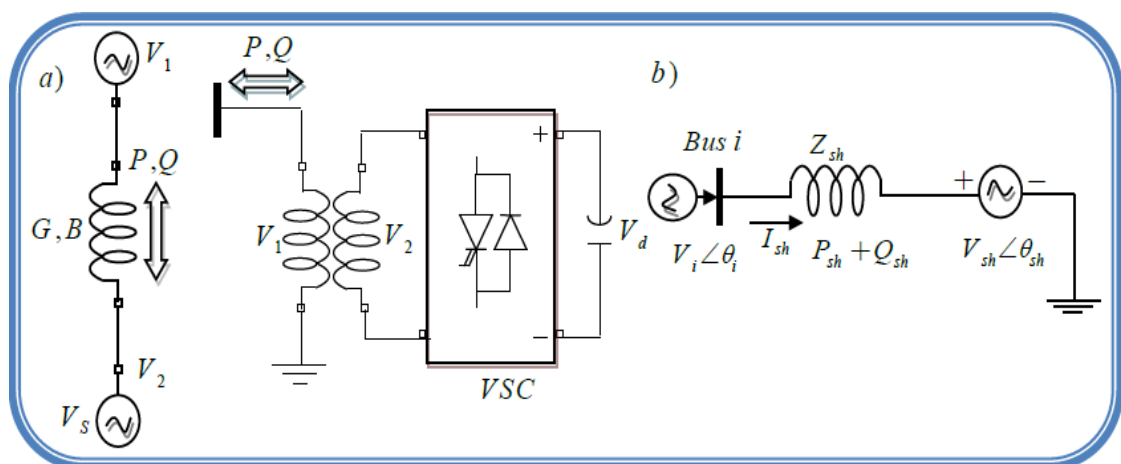 a)
V1
P,Q
G,B
V2
VS
P,Q
V1
V2
+
−
VSC
Vd
b)
Bus i
Zsh
+
−
Vi∠θi
Ish
Psh+Qsh
Vsh∠θsh